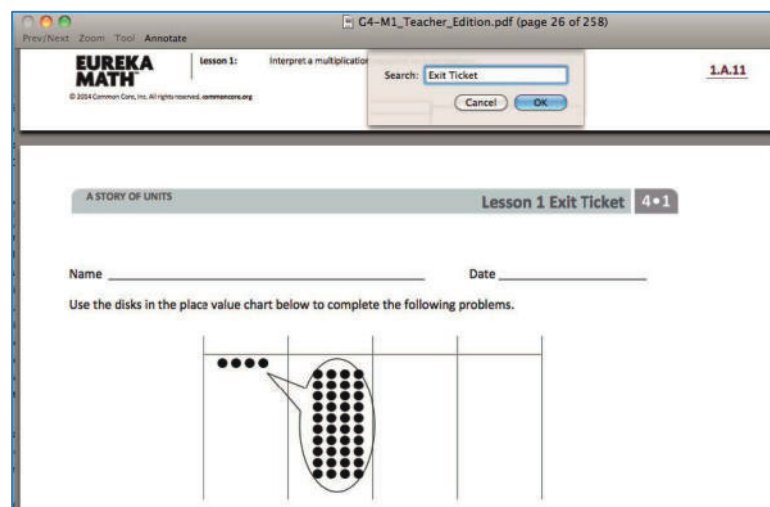 G4-M1_Teacher_Edition.pdf (page 26 of 258)
Prev/Next Zoom Tool Annotate
EUREKA
MATH™
Lesson 1: Interpret a multiplication
Search: Exit Ticket
Cancel OK
1.A.11
© 2014 Common Core, Inc. All rights reserved. commoncore.org
A STORY OF UNITS
Lesson 1 Exit Ticket 4•1
Name Date
Use the disks in the place value chart below to complete the following problems.